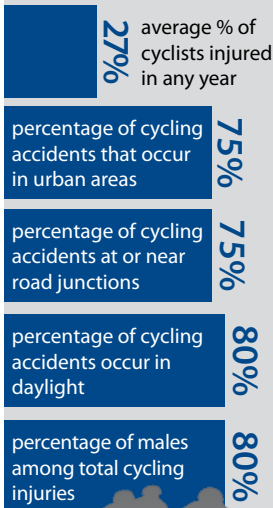 27%
average % of
cyclists injured
in any year
percentage of cycling
accidents that occur
in urban areas
75%
percentage of cycling
accidents at or near
road junctions
75%
percentage of cycling
accidents occur in
daylight
80%
percentage of males
among total cycling
injuries
80%